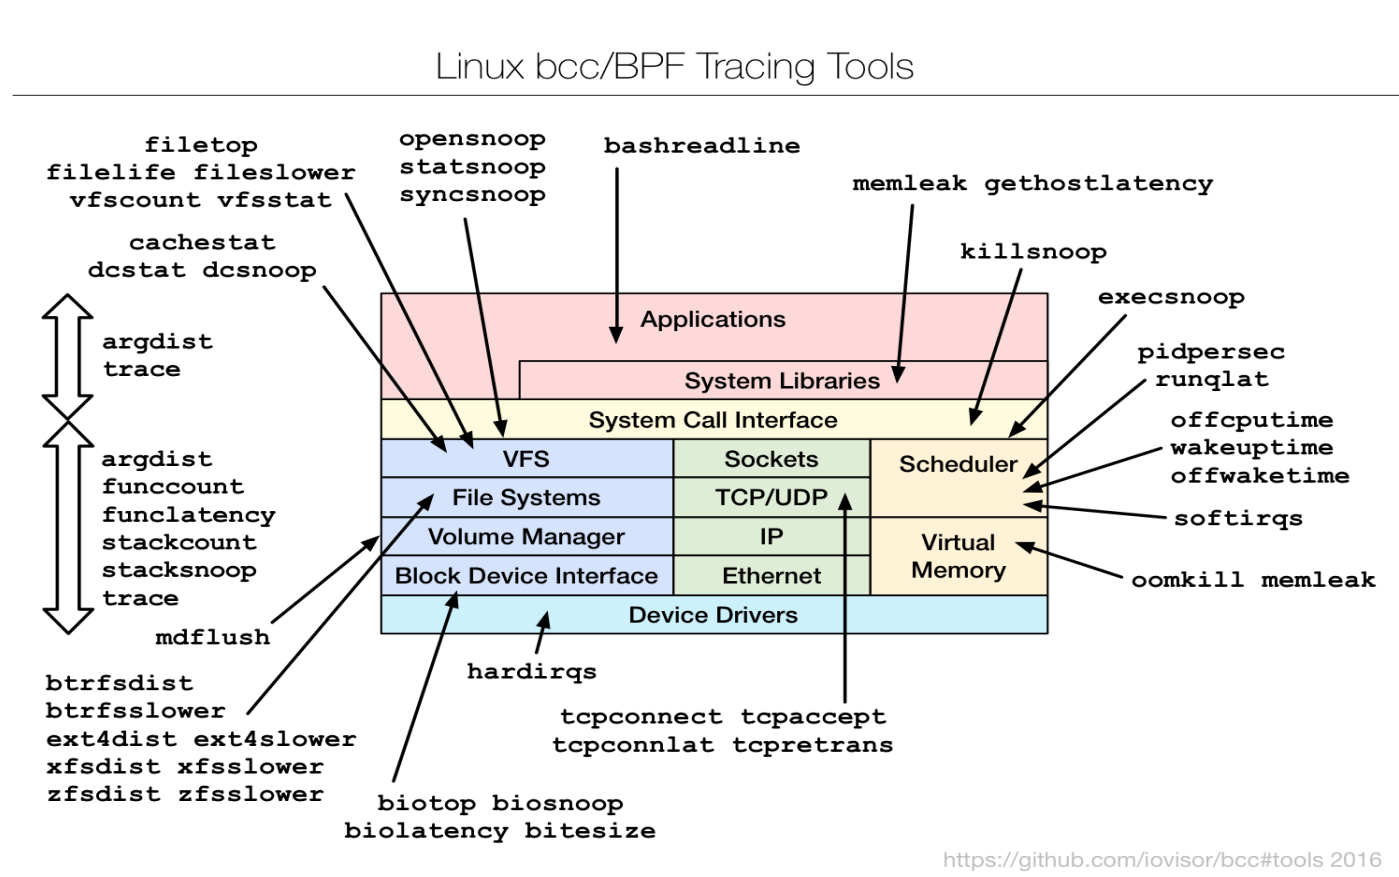 Linux bcc/BPF Tracing Tools
filetop
filelife fileslower
vfscount vfsstat
cachestat
dcstat dcsnoop
opensnoop
statsnoop
syncsnoop
bashreadline
memleak gethostlatency
killsnoop
execsnoop
pidpersec
runqlat
offcputime
wakeuptime
offwaketime
softirqs
oomkill memleak
argdist
trace
argdist
funccount
funclatency
stackcount
stacksnoop
trace
mdflush
btrfsdist
btrfsslower
ext4dist ext4slower
xfsdist xfsslower
zfsdist zfsslower
Applications
System Libraries
System Call Interface
VFS
File Systems
Volume Manager
Block Device Interface
Sockets
TCP/UDP
IP
Ethernet
Scheduler
Virtual
Memory
Device Drivers
hardirqs
tcpconnect tcpaccept
tcpconnlat tcpretrans
biotop biosnoop
biolatency bitesize
https://github.com/iovisor/bcc#tools 2016